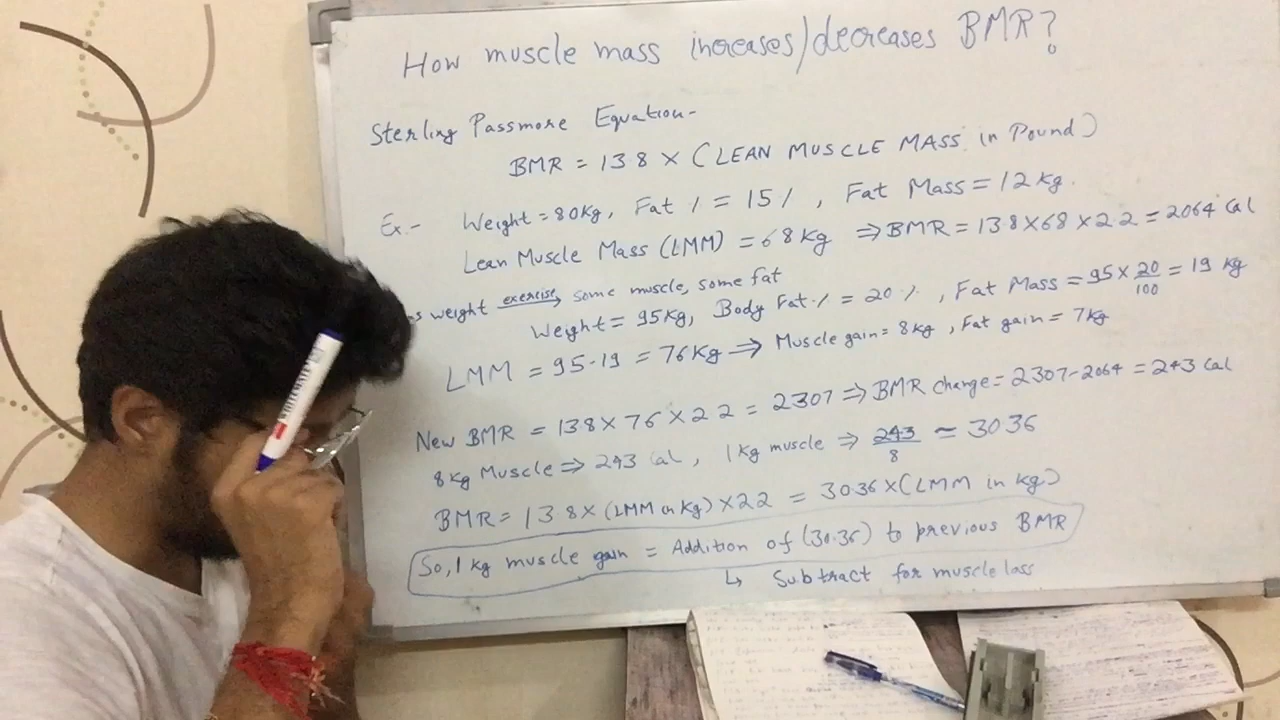 How muscle mass increases/decreases BMR?
Sterling Passmore Equation-
BMR = 13.8 × (LEAN MUSCLE MASS in Pound)
Ex.- Weight = 80kg, Fat % = 15%, Fat Mass = 12 kg.
Lean Muscle Mass (LMM) = 68 kg ⇒ BMR = 13.8×68×2.2 = 2064 Cal
weight exercise→ some muscle, some fat
Weight = 95kg, Body Fat % = 20%, Fat Mass = 95 × 20/100 = 19 kg
LMM = 95-19 = 76kg → Muscle gain = 8kg, Fat gain = 7kg
New BMR = 13.8 × 76 × 2.2 = 2307 ⇒ BMR change = 2307-2064 = 243 Cal
8kg Muscle ⇒ 243 Cal, 1kg muscle ⇒ 243/8 ≃ 30.36
BMR = 13.8 × (LMM in kg) × 2.2 = 30.36 × (LMM in kg)
So, 1 kg muscle gain = Addition of (30.36) to previous BMR
↳ Subtract for muscle loss